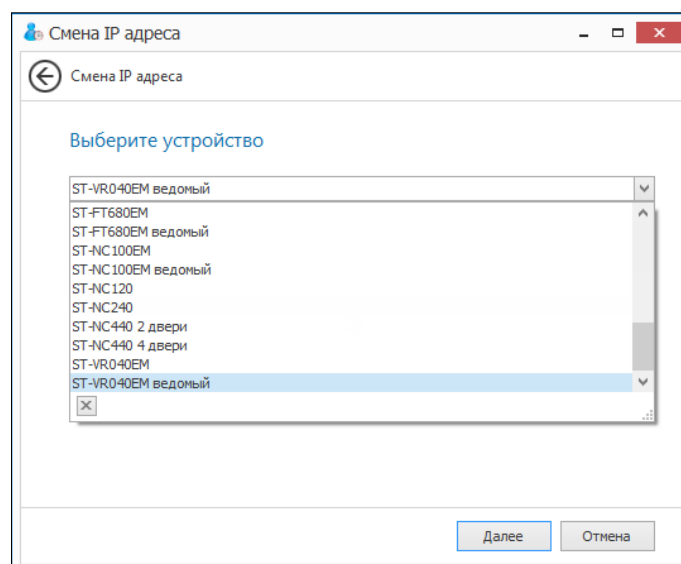 Смена IP адреса
Смена IP адреса
Выберите устройство
ST-VR040EM ведомый
ST-FT680EM
ST-FT680EM ведомый
ST-NC100EM
ST-NC100EM ведомый
ST-NC120
ST-NC240
ST-NC440 2 двери
ST-NC440 4 двери
ST-VR040EM
ST-VR040EM ведомый
Далее Отмена